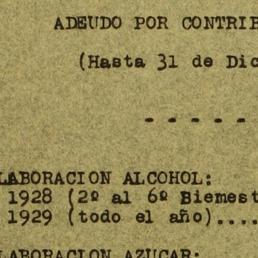 ADEUDO POR CONTRIB
(Hasta 31 de Dic
- - - - -
LABORACION ALCOHOL:
1928 (2º al 6º Biemest
1929 (todo el año)....
LABORACION AZUCAR: